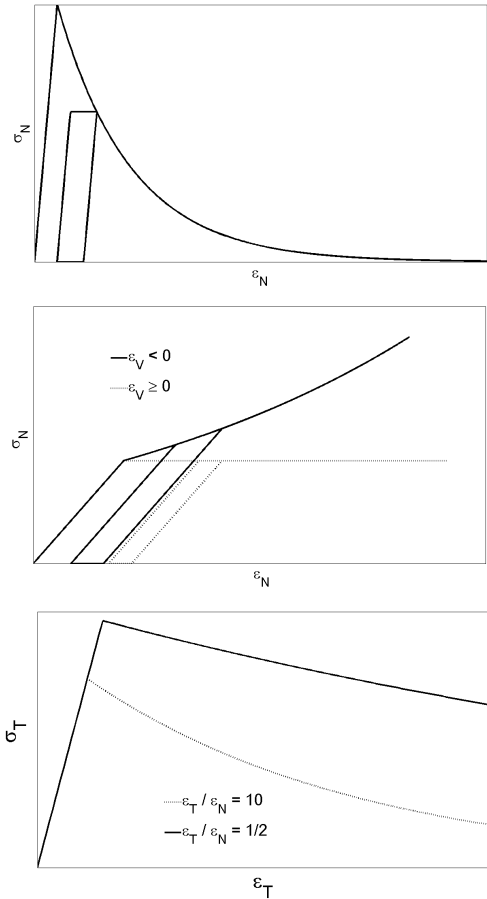 σN
εN
εV < 0
εV ≥ 0
σN
εN
σT
εT / εN = 10
εT / εN = 1/2
εT